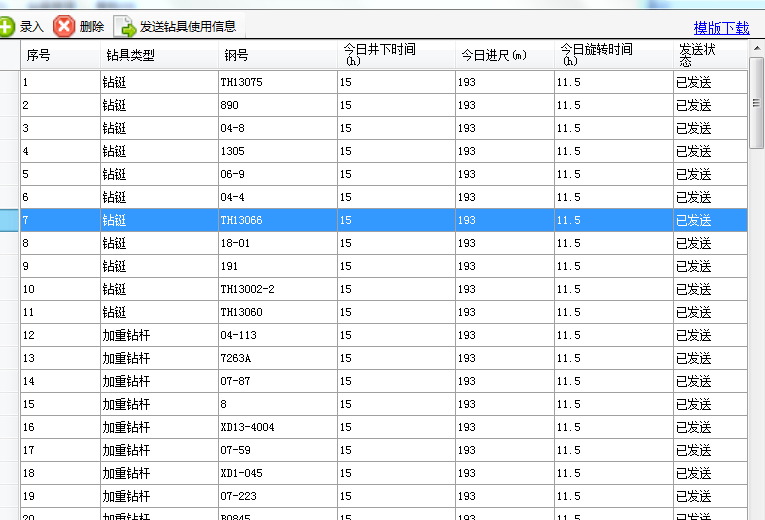 录入 删除 发送钻具使用信息 模版下载
序号 钻具类型 钢号 今日井下时间(h) 今日进尺(m) 今日旋转时间(h) 发送状态
1 钻铤 TH13075 15 193 11.5 已发送
2 钻铤 890 15 193 11.5 已发送
3 钻铤 04-8 15 193 11.5 已发送
4 钻铤 1305 15 193 11.5 已发送
5 钻铤 06-9 15 193 11.5 已发送
6 钻铤 04-4 15 193 11.5 已发送
7 钻铤 TH13066 15 193 11.5 已发送
8 钻铤 18-01 15 193 11.5 已发送
9 钻铤 191 15 193 11.5 已发送
10 钻铤 TH13002-2 15 193 11.5 已发送
11 钻铤 TH13060 15 193 11.5 已发送
12 加重钻杆 04-113 15 193 11.5 已发送
13 加重钻杆 7263A 15 193 11.5 已发送
14 加重钻杆 07-87 15 193 11.5 已发送
15 加重钻杆 8 15 193 11.5 已发送
16 加重钻杆 XD13-4004 15 193 11.5 已发送
17 加重钻杆 07-59 15 193 11.5 已发送
18 加重钻杆 XD1-045 15 193 11.5 已发送
19 加重钻杆 07-223 15 193 11.5 已发送
20 加重钻杆 15 193 11.5 已发送